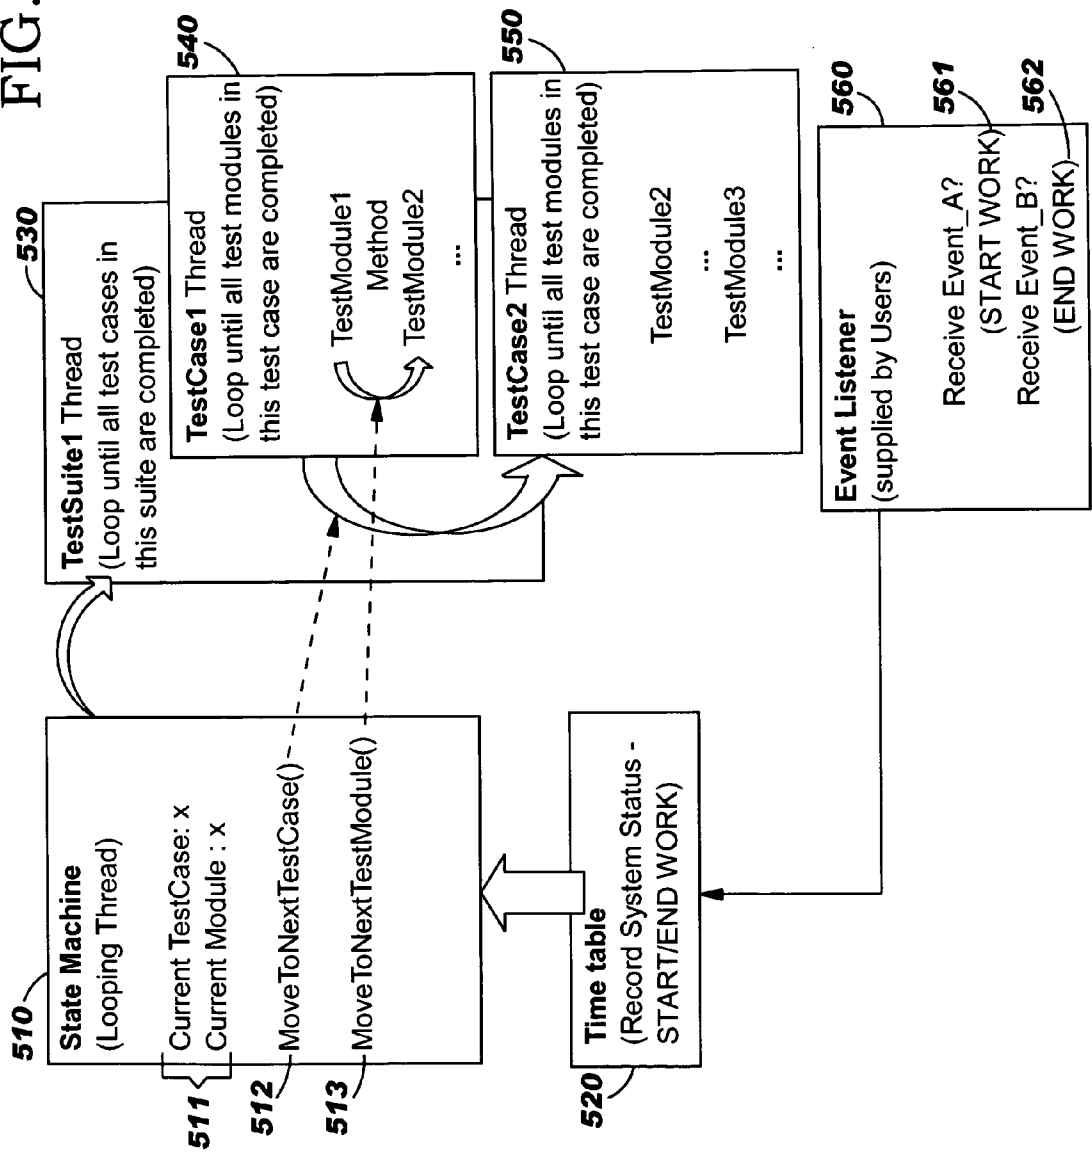 FIG.
510
State Machine
(Looping Thread)
Current TestCase: x
Current Module : x
511
512
MoveToNextTestCase()
513
MoveToNextTestModule()
520
Time table
(Record System Status -
START/END WORK)
530
TestSuite1 Thread
(Loop until all test cases in
this suite are completed)
540
TestCase1 Thread
(Loop until all test modules in
this test case are completed)
TestModule1
Method
TestModule2
...
550
TestCase2 Thread
(Loop until all test modules in
this test case are completed)
TestModule2
...
TestModule3
...
560
Event Listener
(supplied by Users)
Receive Event_A?
(START WORK)
561
Receive Event_B?
(END WORK)
562